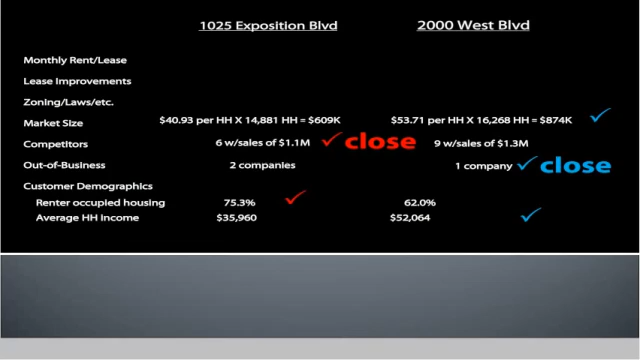 1025 Exposition Blvd 2000 West Blvd
Monthly Rent/Lease
Lease Improvements
Zoning/Laws/etc.
Market Size $40.93 per HH X 14,881 HH = $609K $53.71 per HH X 16,268 HH = $874K
Competitors 6 w/sales of $1.1M close 9 w/sales of $1.3M
Out-of-Business 2 companies 1 company close
Customer Demographics
Renter occupied housing 75.3% 62.0%
Average HH Income $35,960 $52,064